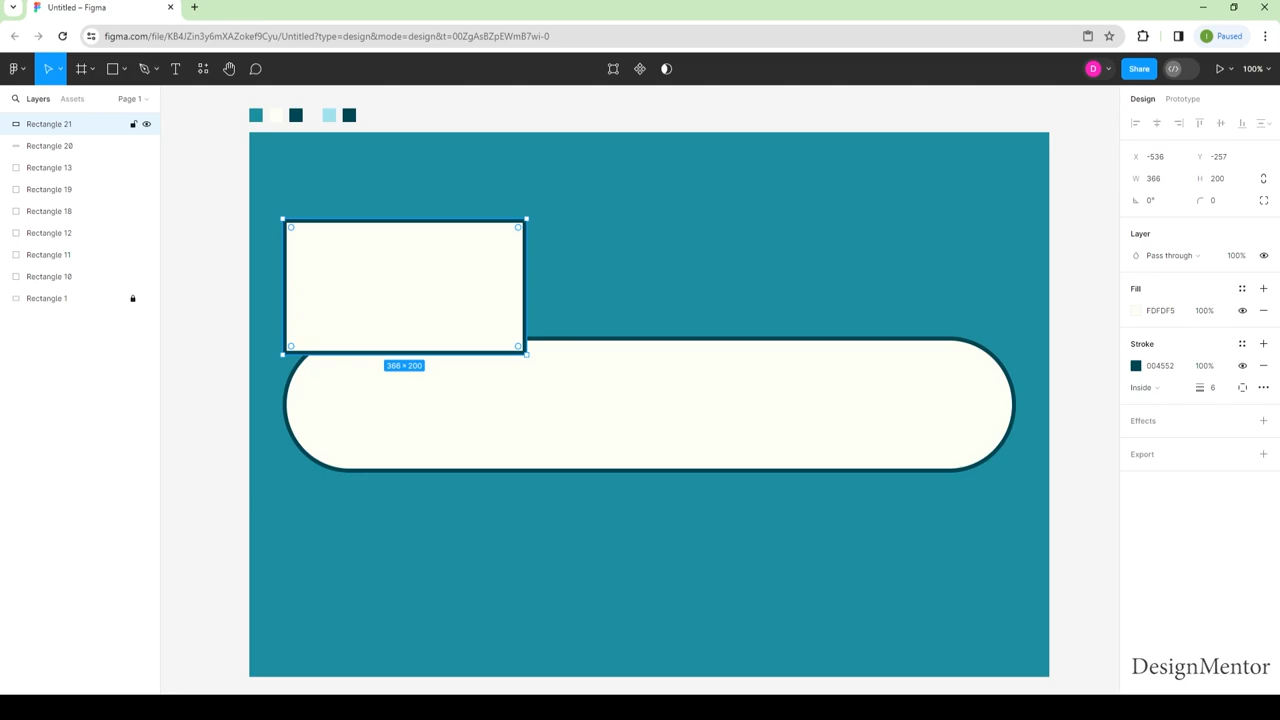 Untitled – Figma
figma.com/file/KB4JZin3y6mXAZokef9Cyu/Untitled?type=design&mode=design&t=00ZgAsBZpEWmB7wi-0
I
Paused
D
Share
100%
Layers
Assets
Page 1
Rectangle 21
Rectangle 20
Rectangle 13
Rectangle 19
Rectangle 18
Rectangle 12
Rectangle 11
Rectangle 10
Rectangle 1
366 × 200
Design
Prototype
X -536 Y -257
W 366 H 200
0° 0
Layer
Pass through 100%
Fill
FDFDF5 100%
Stroke
004552 100%
Inside 6
Effects
Export
DesignMentor